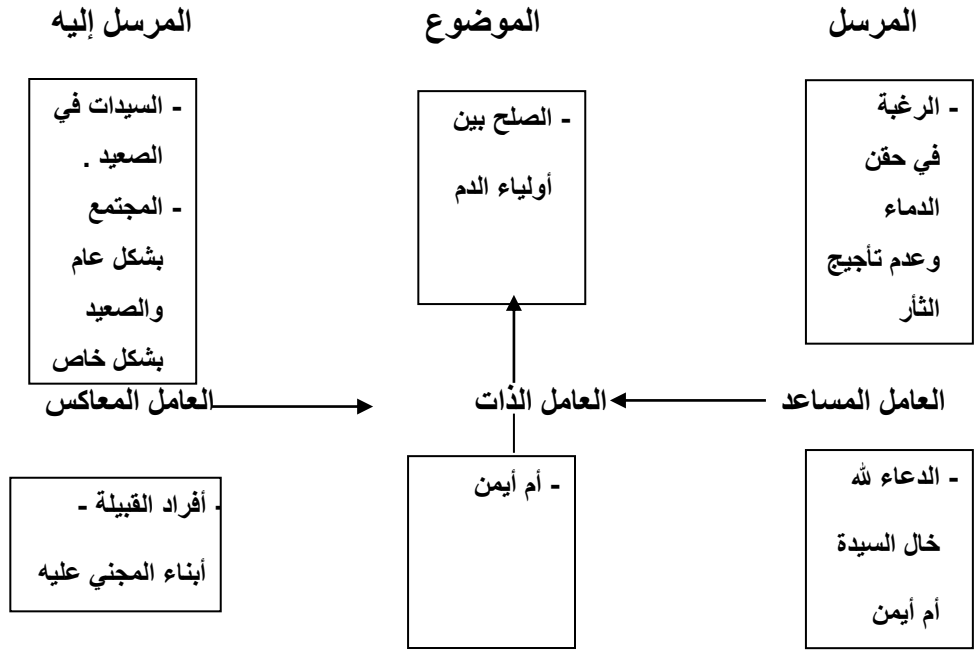 المرسل
الموضوع
المرسل إليه
- الرغبة
في حقن
الدماء
وعدم تأجيج
الثأر
- الصلح بين
أولياء الدم
- السيدات في
الصعيد .
- المجتمع
بشكل عام
والصعيد
بشكل خاص
العامل المساعد
العامل الذات
العامل المعاكس
- الدعاء لله
خال السيدة
أم أيمن
- أم أيمن
- أفراد القبيلة -
أبناء المجني عليه